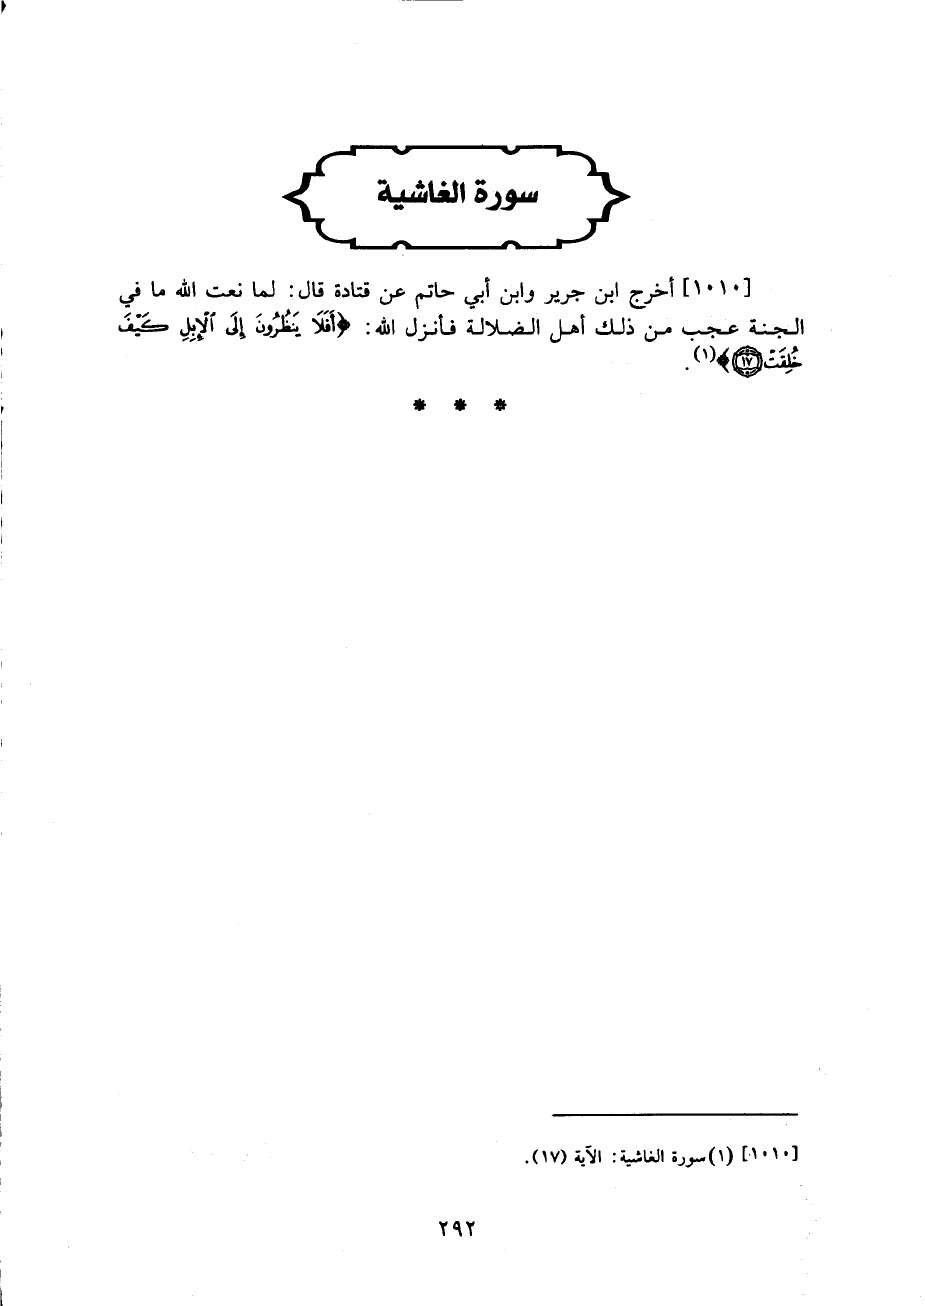 سورة الغاشية
[١٠١٠] أخرج ابن جرير وابن أبي حاتم عن قتادة قال: لما نعت الله ما في
الجنة عجب من ذلك أهل الضلالة فأنزل الله: ﴿أَفَلَا يَنظُرُونَ إِلَى ٱلْإِبِلِ كَيْفَ
خُلِقَتْ ١٧﴾(١).
* * *
[١٠١٠] (١) سورة الغاشية: الآية (١٧).
٢٩٢